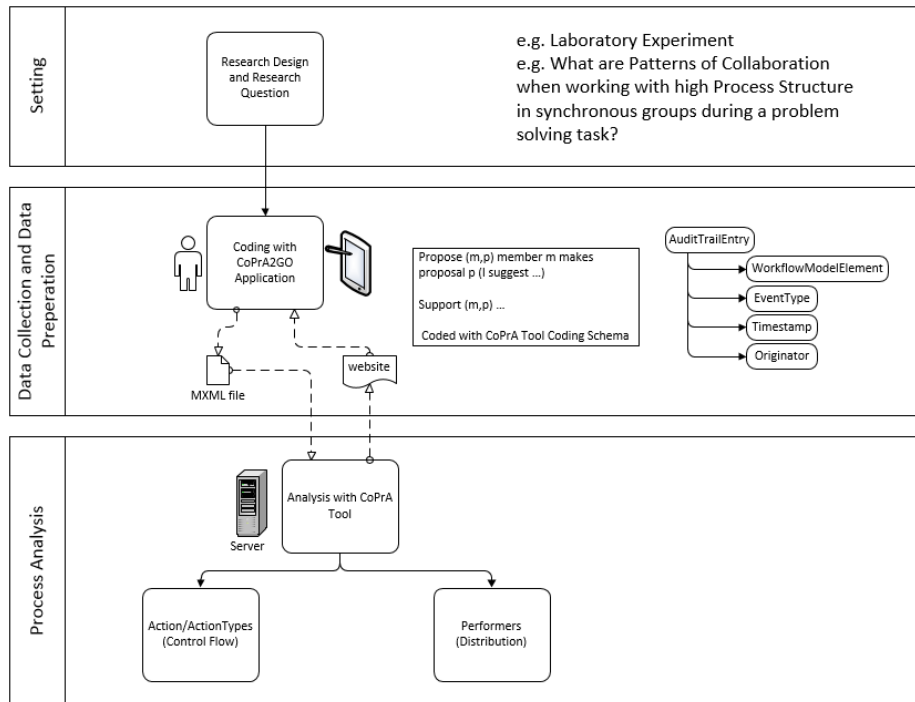 Setting
Research Design
and Research
Question
e.g. Laboratory Experiment
e.g. What are Patterns of Collaboration
when working with high Process Structure
in synchronous groups during a problem
solving task?
Data Collection and Data
Preperation
Coding with
CoPrA2GO
Application
MXML file
website
Propose (m,p) member m makes
proposal p (I suggest ...)
Support (m,p) ...
Coded with CoPrA Tool Coding Schema
AuditTrailEntry
WorkflowModelElement
EventType
Timestamp
Originator
Process Analysis
Server
Analysis with CoPrA
Tool
Action/ActionTypes
(Control Flow)
Performers
(Distribution)